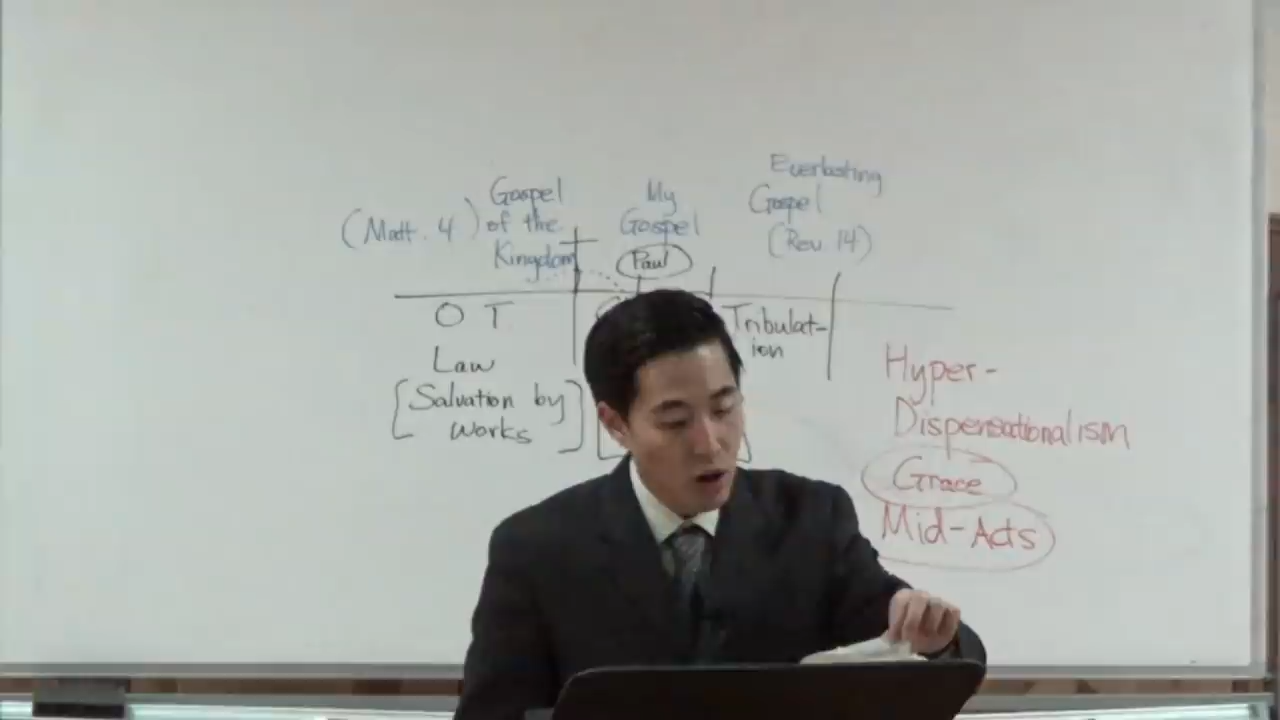 Everlasting
Gospel
(Rev. 14)
My
Gospel
Paul
(Matt. 4)
Gospel
of the
Kingdom
O T
Law
[Salvation by
works]
Tribulat-
ion
Hyper-
Dispensationalism
Grace
Mid-Acts